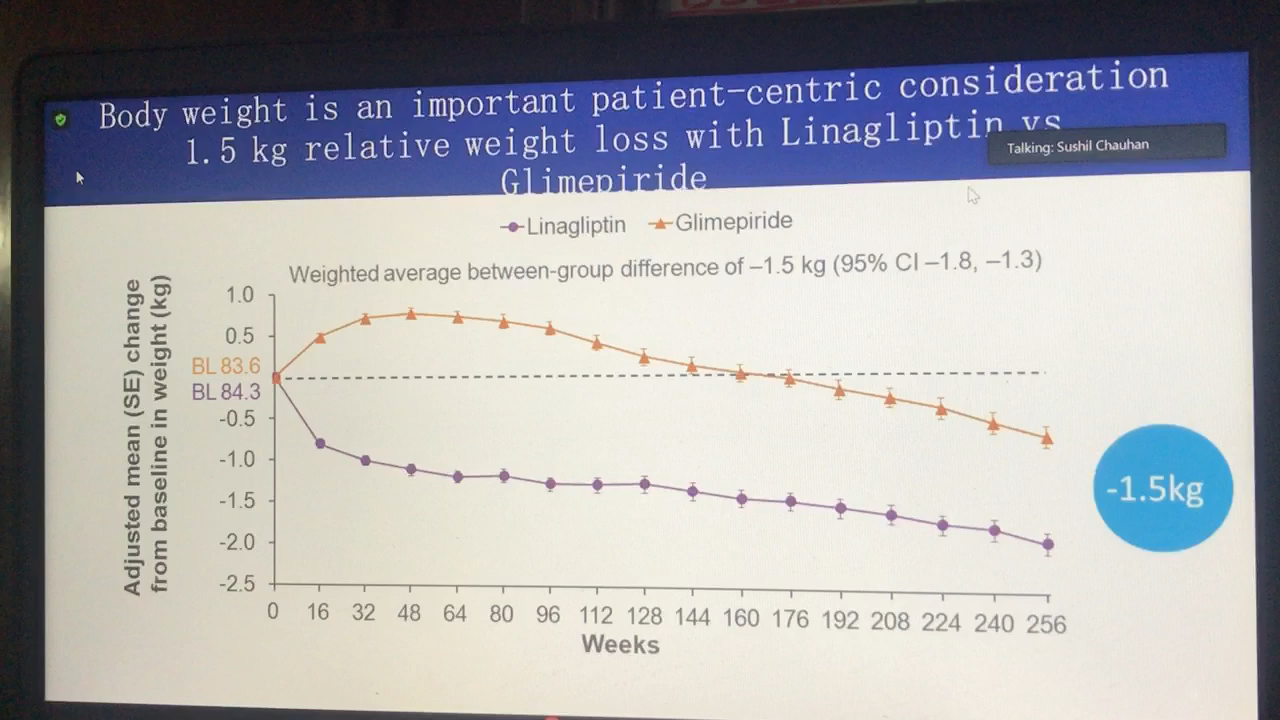 Body weight is an important patient-centric consideration
1.5 kg relative weight loss with Linagliptin vs
Talking: Sushil Chauhan
Glimepiride
Linagliptin Glimepiride
Weighted average between-group difference of –1.5 kg (95% CI –1.8, –1.3)
Adjusted mean (SE) change
from baseline in weight (kg)
1.0
0.5
BL 83.6
BL 84.3
-0.5
-1.0
-1.5
-2.0
-2.5
-1.5kg
0 16 32 48 64 80 96 112 128 144 160 176 192 208 224 240 256
Weeks